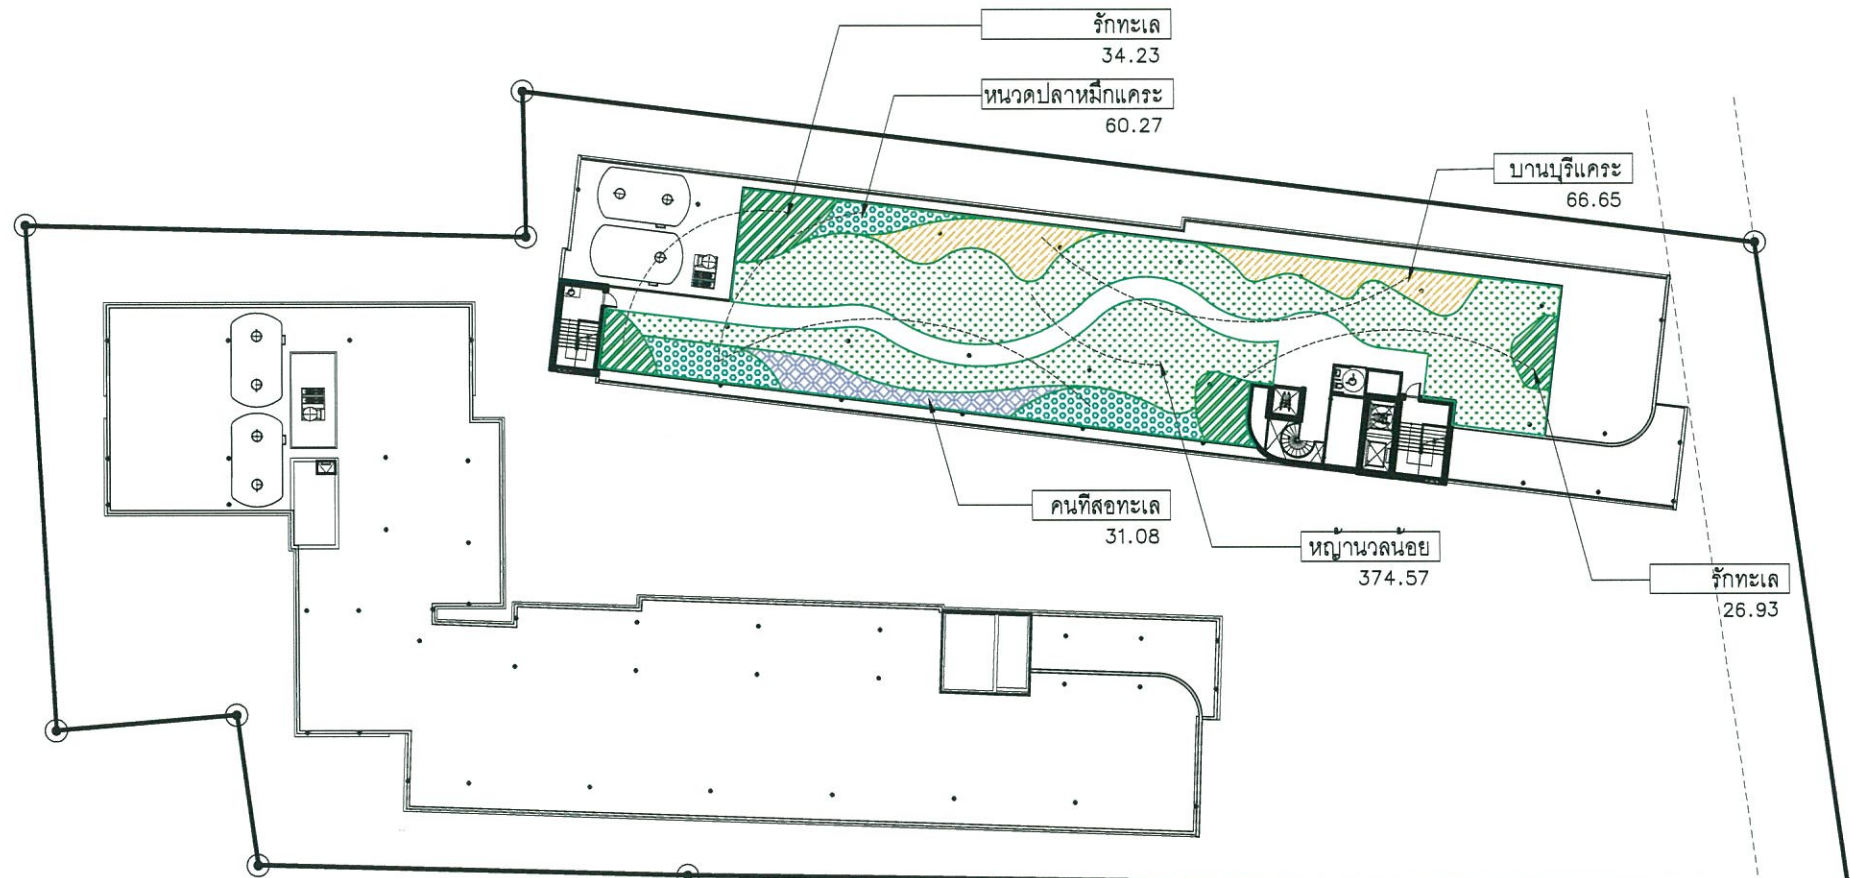 รักทะเล
34.23
หนวดปลาหมึกแคระ
60.27
บานบุรีแคระ
66.65
คนทีสอทะเล
31.08
หญ้านวลน้อย
374.57
รักทะเล
26.93